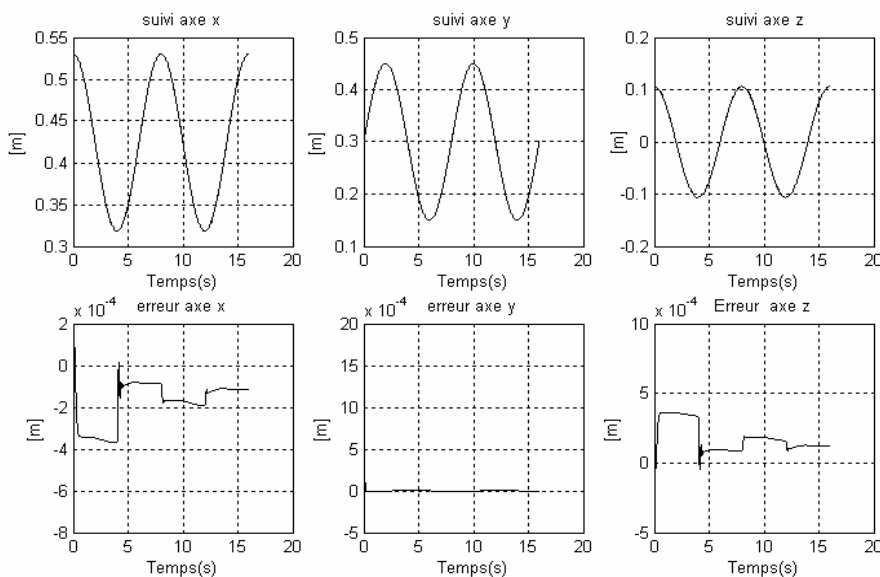 suivi axe x
0.55
0.5
0.45
0.4
0.35
0.3
[m]
0 5 10 15 20
Temps(s)
suivi axe y
0.5
0.4
0.3
0.2
0.1
[m]
0 5 10 15 20
Temps(s)
suivi axe z
0.2
0.1
0
-0.1
-0.2
[m]
0 5 10 15 20
Temps(s)
x 10^-4
erreur axe x
2
0
-2
-4
-6
-8
[m]
0 5 10 15 20
Temps(s)
x 10^-4
erreur axe y
20
15
10
5
0
-5
[m]
0 5 10 15 20
Temps(s)
x 10^-4
Erreur axe z
10
5
0
-5
[m]
0 5 10 15 20
Temps(s)